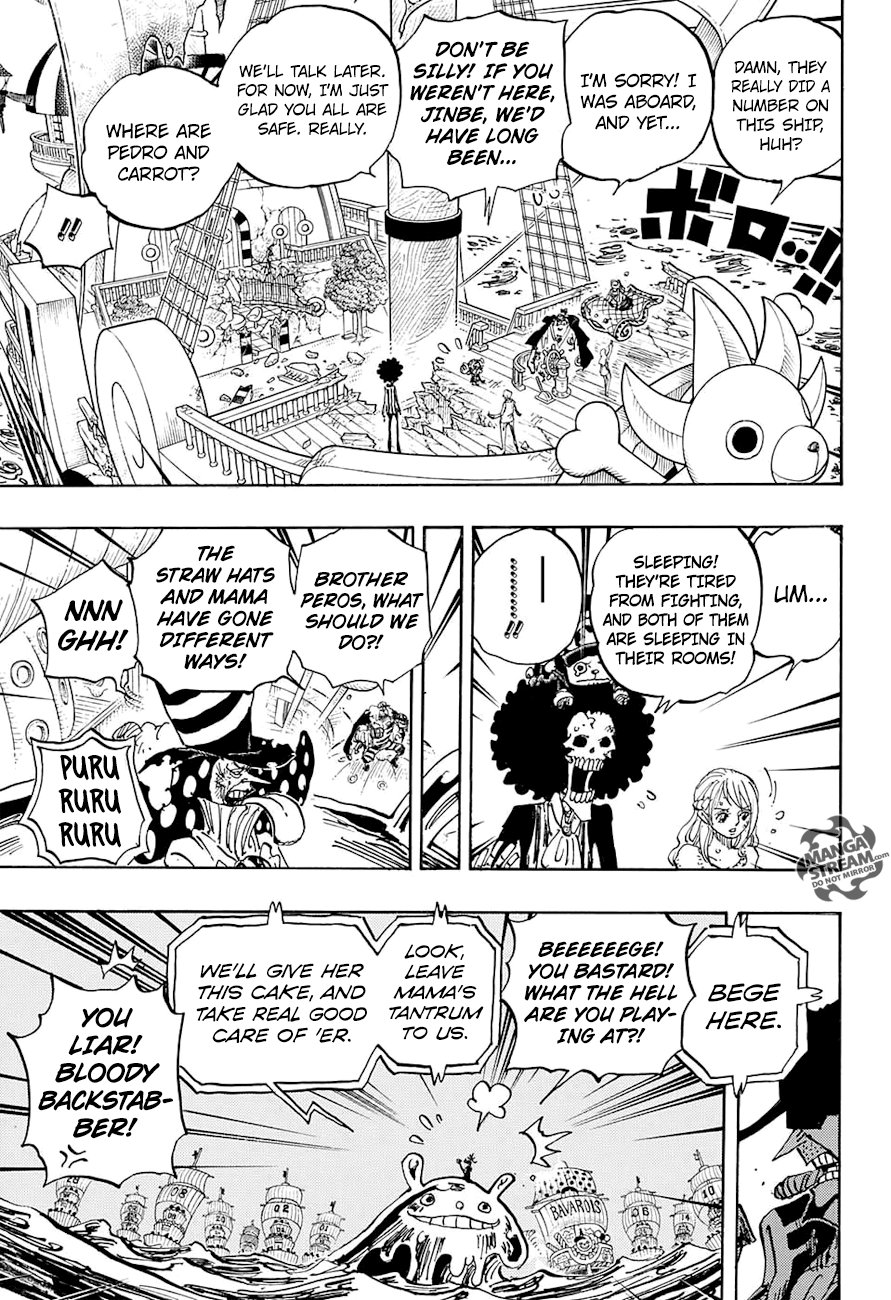 DAMN, THEY
REALLY DID A
NUMBER ON
THIS SHIP,
HUH?
I'M SORRY! I
WAS ABOARD,
AND YET...
DON'T BE
SILLY! IF YOU
WEREN'T HERE,
JINBE, WE'D
HAVE LONG
BEEN...
WE'LL TALK LATER.
FOR NOW, I'M JUST
GLAD YOU ALL ARE
SAFE. REALLY.
WHERE ARE
PEDRO AND
CARROT?
!!
ボロ…!!
UM...
SLEEPING!
THEY'RE TIRED
FROM FIGHTING,
AND BOTH OF THEM
ARE SLEEPING IN
THEIR ROOMS!
—.......!!
BROTHER
PEROS, WHAT
SHOULD WE
DO?!
THE
STRAW HATS
AND MAMA
HAVE GONE
DIFFERENT
WAYS!
NNN
GHH!
PURU
RURU
RURU
MANGA
STREAM.com
DO NOT MIRROR
BEGE
HERE.
BEEEEEEGE!
YOU BASTARD!
WHAT THE HELL
ARE YOU PLAY-
ING AT?!
LOOK,
LEAVE
MAMA'S
TANTRUM
TO US.
WE'LL GIVE HER
THIS CAKE, AND
TAKE REAL GOOD
CARE OF 'ER.
YOU
LIAR!
BLOODY
BACKSTAB-
BER!
08
02
BAVAROIS
16
10